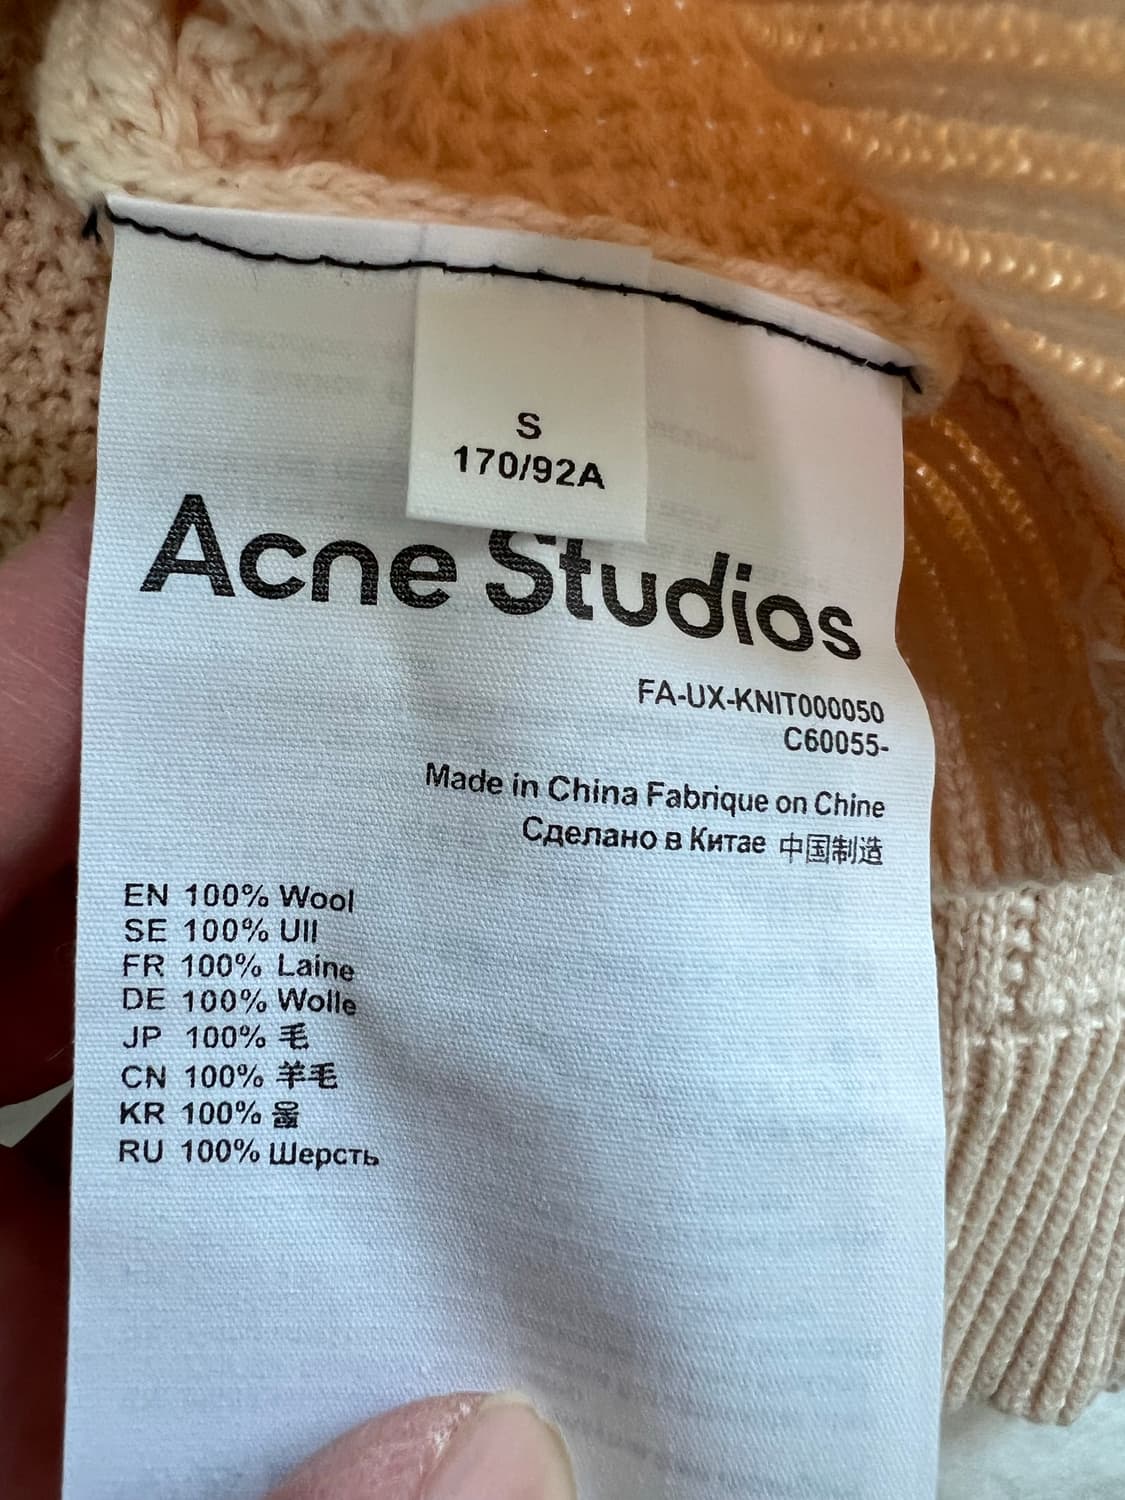 S
170/92A
Acne Studios
FA-UX-KNIT000050
C60055-
Made in China Fabrique on Chine
Сделано в Китае 中国制造
EN 100% Wool
SE 100% Ull
FR 100% Laine
DE 100% Wolle
JP 100% 毛
CN 100% 羊毛
KR 100% 울
RU 100% Шерсть